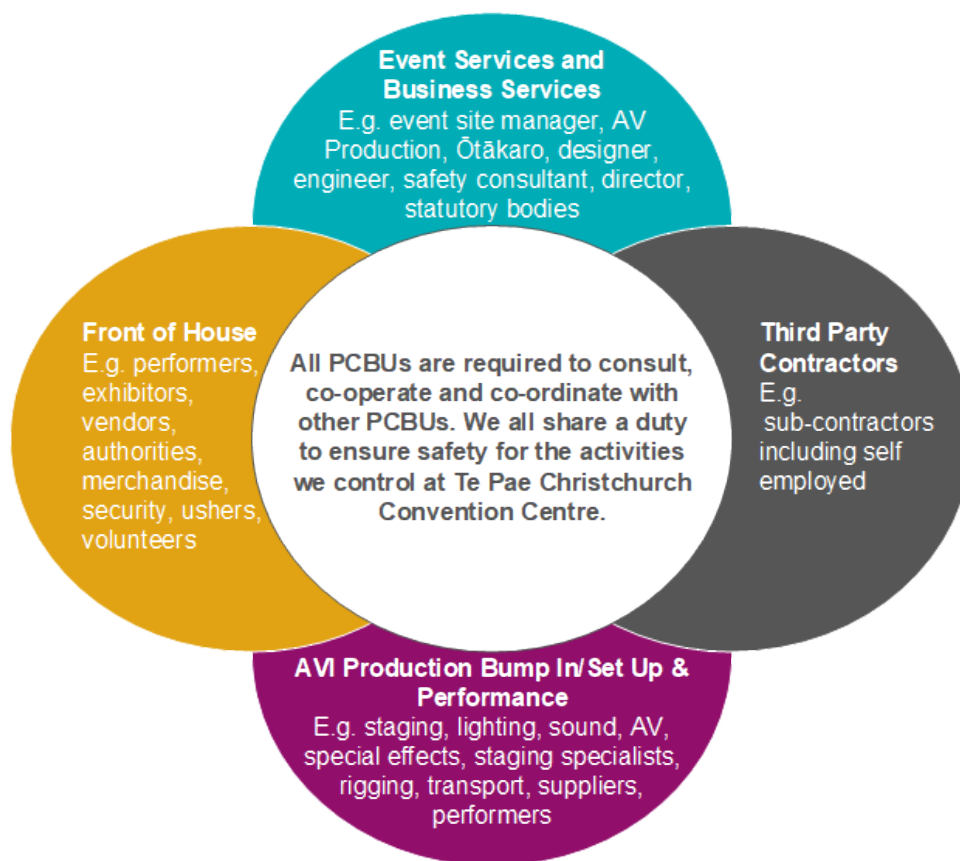 Event Services and
Business Services
E.g. event site manager, AV
Production, Ōtākaro, designer,
engineer, safety consultant, director,
statutory bodies
Front of House
E.g. performers,
exhibitors,
vendors,
authorities,
merchandise,
security, ushers,
volunteers
All PCBUs are required to consult,
co-operate and co-ordinate with
other PCBUs. We all share a duty
to ensure safety for the activities
we control at Te Pae Christchurch
Convention Centre.
Third Party
Contractors
E.g.
sub-contractors
including self
employed
AVI Production Bump In/Set Up &
Performance
E.g. staging, lighting, sound, AV,
special effects, staging specialists,
rigging, transport, suppliers,
performers